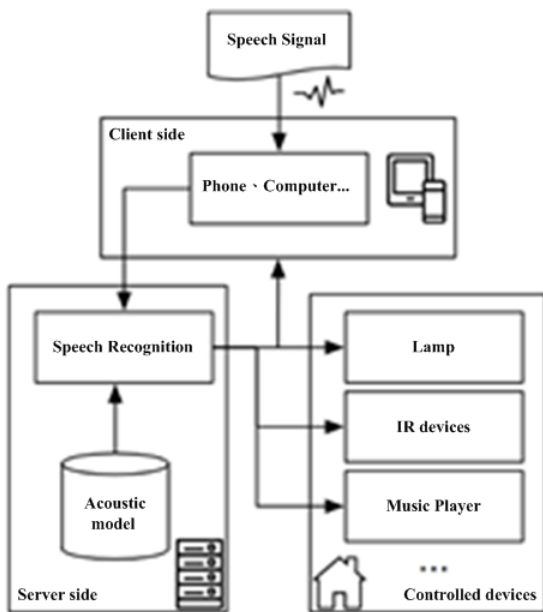 Speech Signal
Client side
Phone、Computer...
Speech Recognition
Acoustic
model
Server side
Lamp
IR devices
Music Player
...
Controlled devices